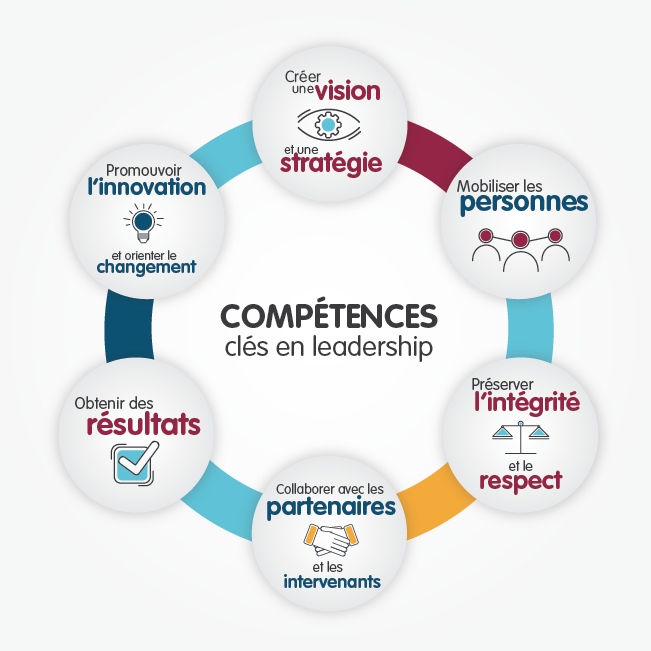 Créer
une vision
et une
stratégie
Mobiliser les
personnes
Préserver
l'intégrité
et le
respect
Collaborer avec les
partenaires
et les
intervenants
Obtenir des
résultats
Promouvoir
l'innovation
et orienter le
changement
COMPÉTENCES
clés en leadership